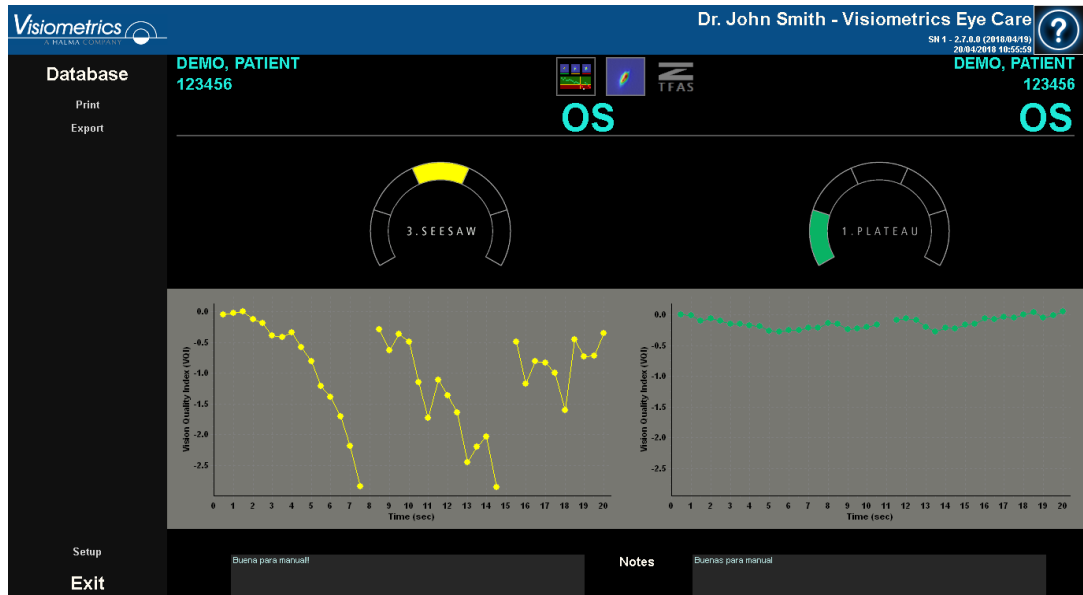 Visiometrics
A HALMA COMPANY
Dr. John Smith - Visiometrics Eye Care
SN 1 - 2.7.0.0 (2018/04/19)
20/04/2018 10:55:59
?
Database
Print
Export
DEMO, PATIENT
123456
TFAS
DEMO, PATIENT
123456
OS
OS
3.SEESAW
1.PLATEAU
Vision Quality Index (VQI)
0.0
-0.5
-1.0
-1.5
-2.0
-2.5
0 1 2 3 4 5 6 7 8 9 10 11 12 13 14 15 16 17 18 19 20
Time (sec)
Vision Quality Index (VQI)
0.0
-0.5
-1.0
-1.5
-2.0
-2.5
0 1 2 3 4 5 6 7 8 9 10 11 12 13 14 15 16 17 18 19 20
Time (sec)
Setup
Exit
Buena para manual!!
Notes
Buenas para manual